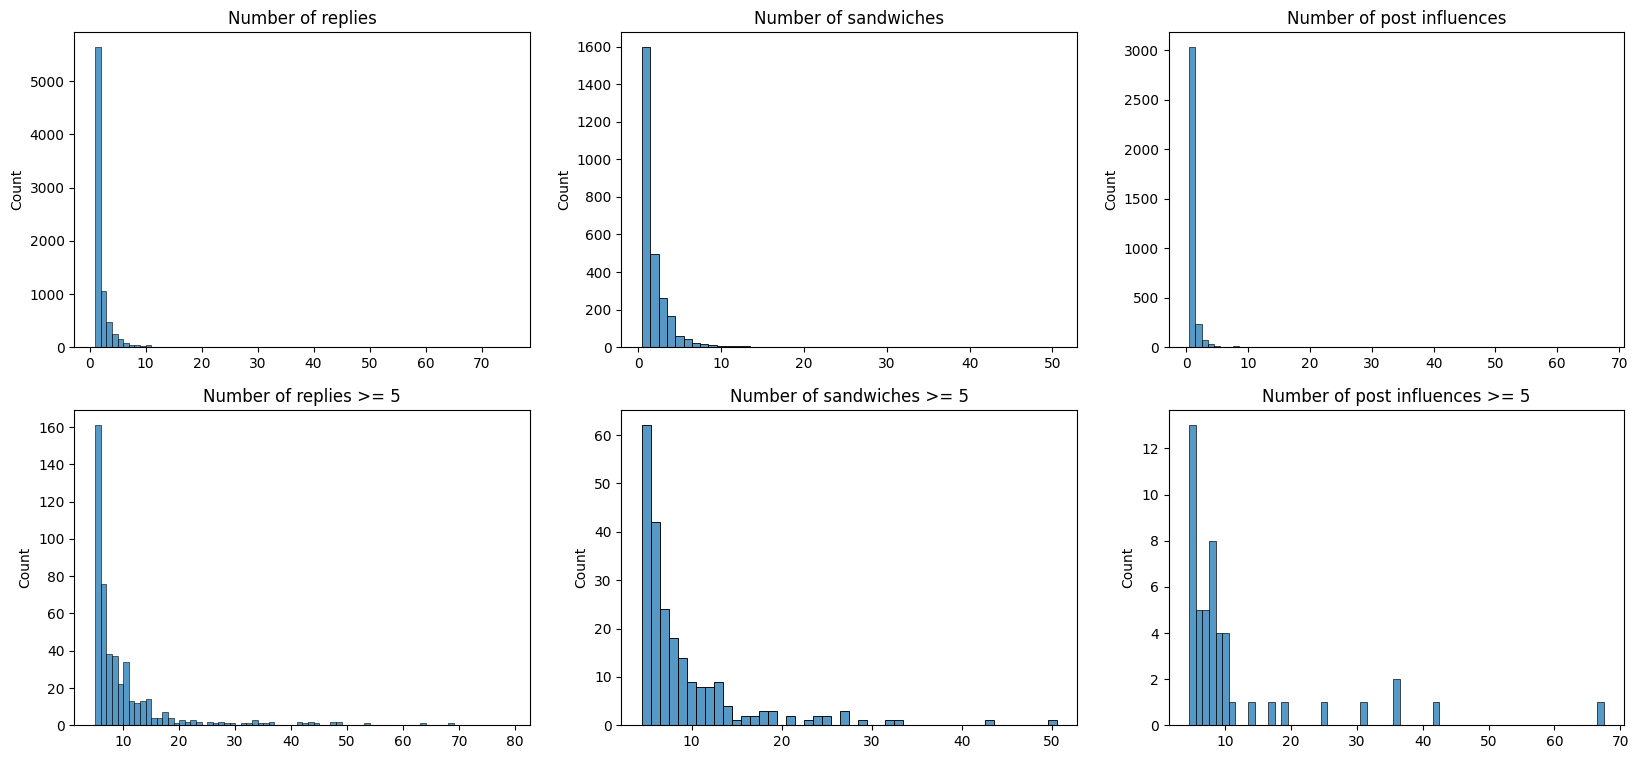 Number of replies
Number of sandwiches
Number of post influences
Count
5000
4000
3000
2000
1000
0
0 10 20 30 40 50 60 70
Count
1600
1400
1200
1000
800
600
400
200
0
0 10 20 30 40 50
Count
3000
2500
2000
1500
1000
500
0
0 10 20 30 40 50 60 70
Number of replies >= 5
Number of sandwiches >= 5
Number of post influences >= 5
Count
160
140
120
100
80
60
40
20
0
10 20 30 40 50 60 70 80
Count
60
50
40
30
20
10
0
10 20 30 40 50
Count
12
10
8
6
4
2
0
10 20 30 40 50 60 70